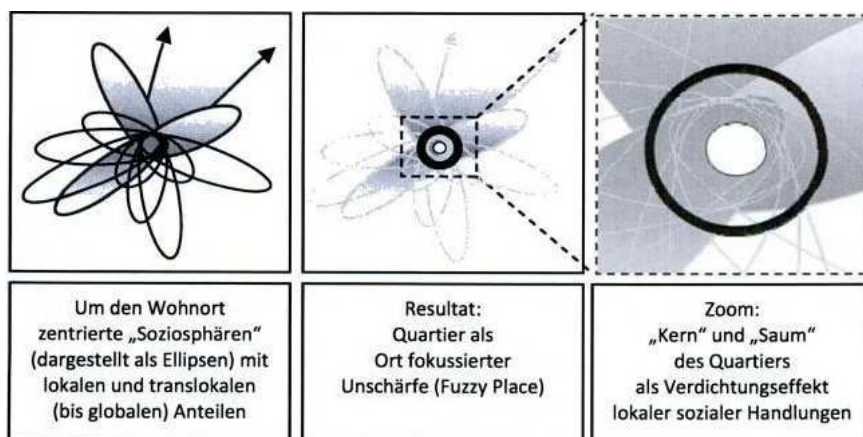 Um den Wohnort
zentrierte „Soziosphären"
(dargestellt als Ellipsen) mit
lokalen und translokalen
(bis globalen) Anteilen
Resultat:
Quartier als
Ort fokussierter
Unschärfe (Fuzzy Place)
Zoom:
„Kern" und „Saum"
des Quartiers
als Verdichtungseffekt
lokaler sozialer Handlungen